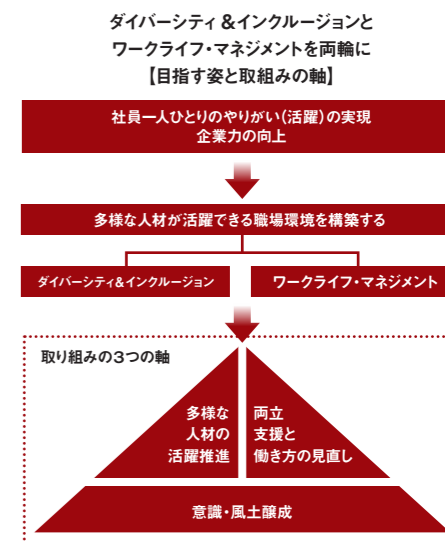 ダイバーシティ&インクルージョンと
ワークライフ・マネジメントを両輪に
【目指す姿と取組みの軸】
社員一人ひとりのやりがい(活躍)の実現
企業力の向上
多様な人材が活躍できる職場環境を構築する
ダイバーシティ&インクルージョン
ワークライフ・マネジメント
取り組みの3つの軸
多様な
人材の
活躍推進
両立
支援と
働き方の見直し
意識・風土醸成